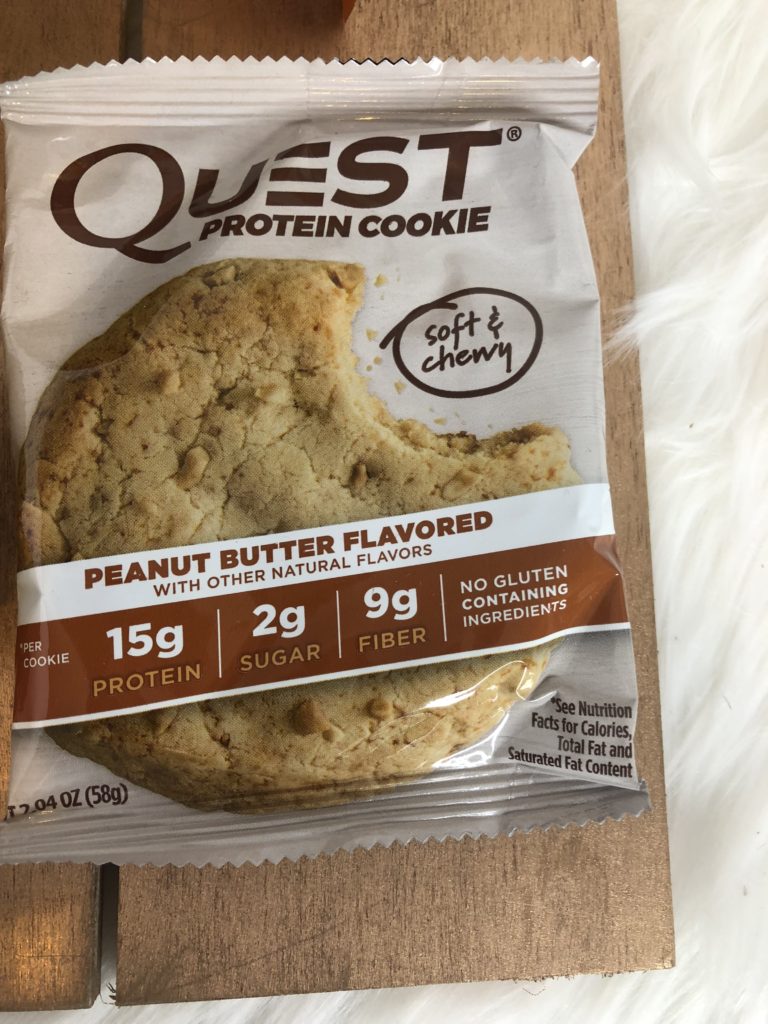 QUEST®
PROTEIN COOKIE
soft &
chewy
PEANUT BUTTER FLAVORED
WITH OTHER NATURAL FLAVORS
*PER
COOKIE
15g
PROTEIN
2g
SUGAR
9g
FIBER
NO GLUTEN
CONTAINING
INGREDIENTS
*See Nutrition
Facts for Calories,
Total Fat and
Saturated Fat Content
2.04 OZ (58g)